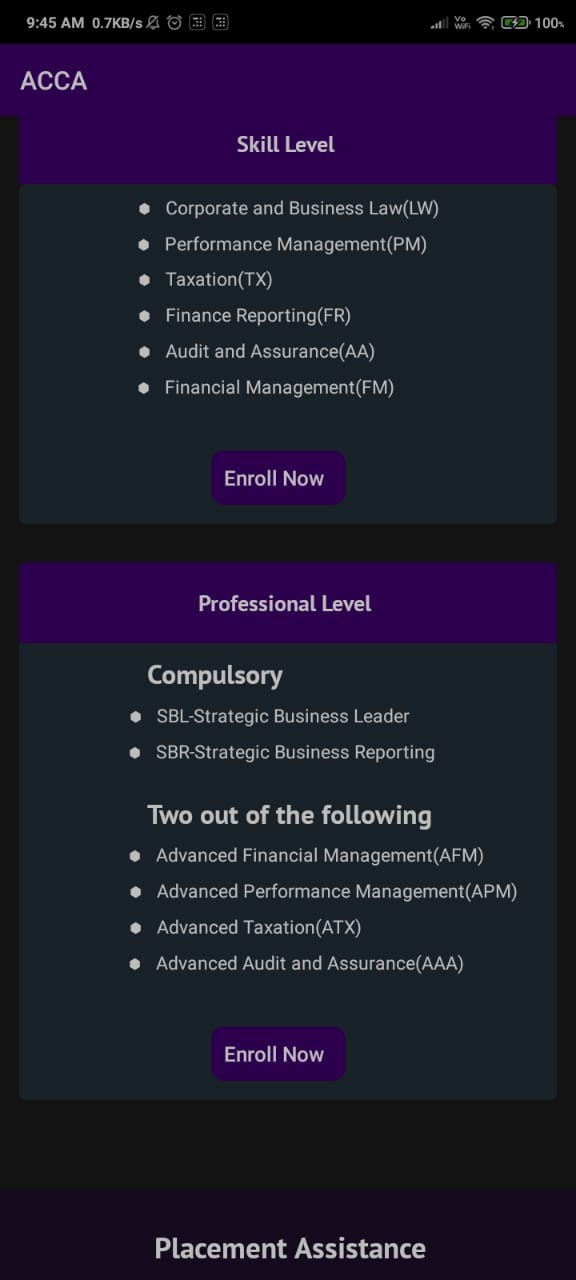 9:45 AM 0.7KB/s Vo WiFi 100%
ACCA
Skill Level
Corporate and Business Law(LW)
Performance Management(PM)
Taxation(TX)
Finance Reporting(FR)
Audit and Assurance(AA)
Financial Management(FM)
Enroll Now
Professional Level
Compulsory
SBL-Strategic Business Leader
SBR-Strategic Business Reporting
Two out of the following
Advanced Financial Management(AFM)
Advanced Performance Management(APM)
Advanced Taxation(ATX)
Advanced Audit and Assurance(AAA)
Enroll Now
Placement Assistance